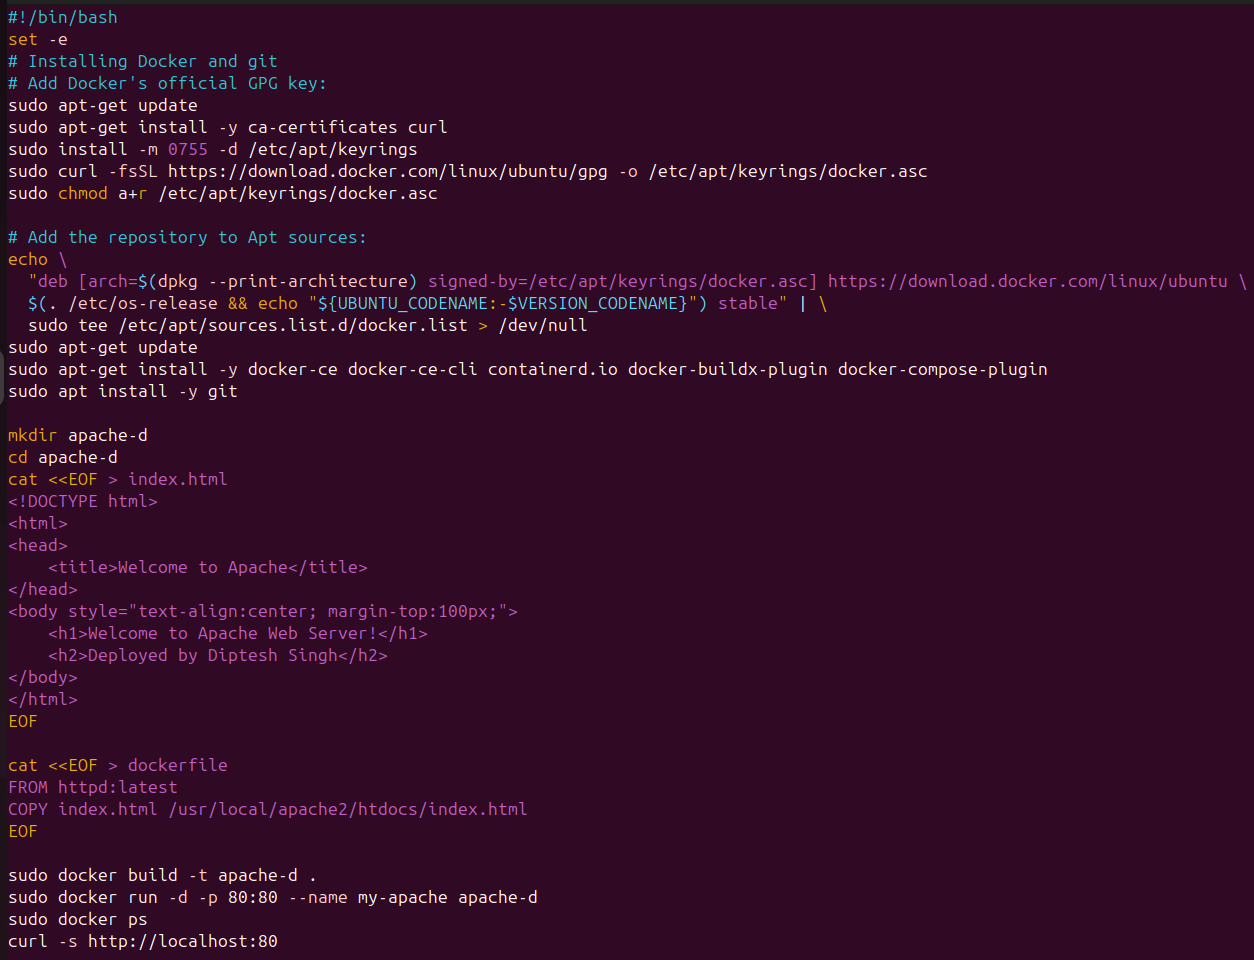 #!/bin/bash
set -e
# Installing Docker and git
# Add Docker's official GPG key:
sudo apt-get update
sudo apt-get install -y ca-certificates curl
sudo install -m 0755 -d /etc/apt/keyrings
sudo curl -fsSL https://download.docker.com/linux/ubuntu/gpg -o /etc/apt/keyrings/docker.asc
sudo chmod a+r /etc/apt/keyrings/docker.asc

# Add the repository to Apt sources:
echo \
  "deb [arch=$(dpkg --print-architecture) signed-by=/etc/apt/keyrings/docker.asc] https://download.docker.com/linux/ubuntu \
  $(. /etc/os-release && echo "${UBUNTU_CODENAME:-$VERSION_CODENAME}") stable" | \
  sudo tee /etc/apt/sources.list.d/docker.list > /dev/null
sudo apt-get update
sudo apt-get install -y docker-ce docker-ce-cli containerd.io docker-buildx-plugin docker-compose-plugin
sudo apt install -y git

mkdir apache-d
cd apache-d
cat <<EOF > index.html
<!DOCTYPE html>
<html>
<head>
    <title>Welcome to Apache</title>
</head>
<body style="text-align:center; margin-top:100px;">
    <h1>Welcome to Apache Web Server!</h1>
    <h2>Deployed by Diptesh Singh</h2>
</body>
</html>
EOF

cat <<EOF > dockerfile
FROM httpd:latest
COPY index.html /usr/local/apache2/htdocs/index.html
EOF

sudo docker build -t apache-d .
sudo docker run -d -p 80:80 --name my-apache apache-d
sudo docker ps
curl -s http://localhost:80